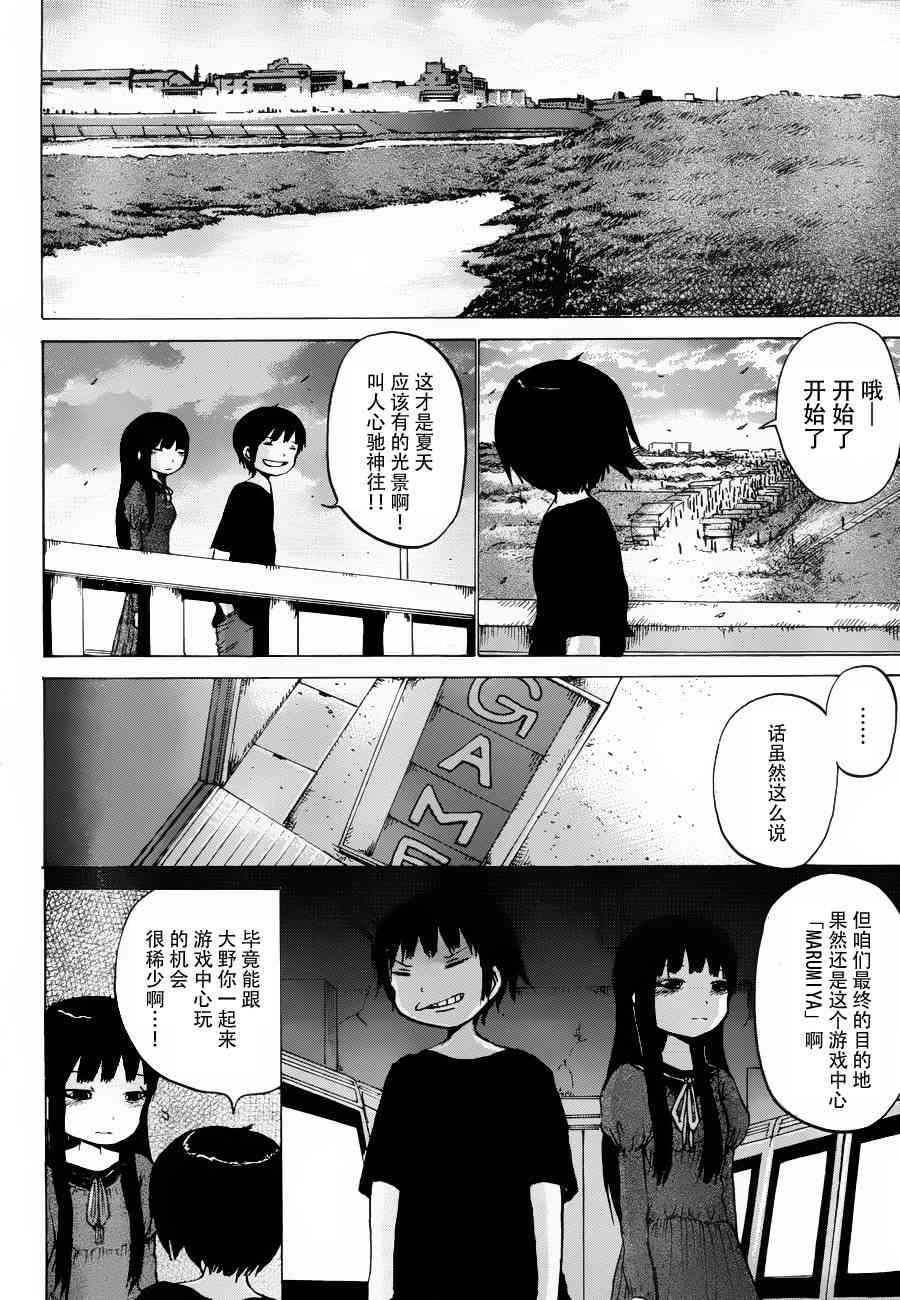 哦—
开始了
开始了
这才是夏天
应该有的光景啊！
叫人心驰神往！！
……
话虽然这么说
GAME
但咱们最终的目的地
果然还是这个游戏中心
「MARUMIYA」啊
毕竟能跟
大野你一起来
游戏中心玩
的机会
很稀少啊
……！